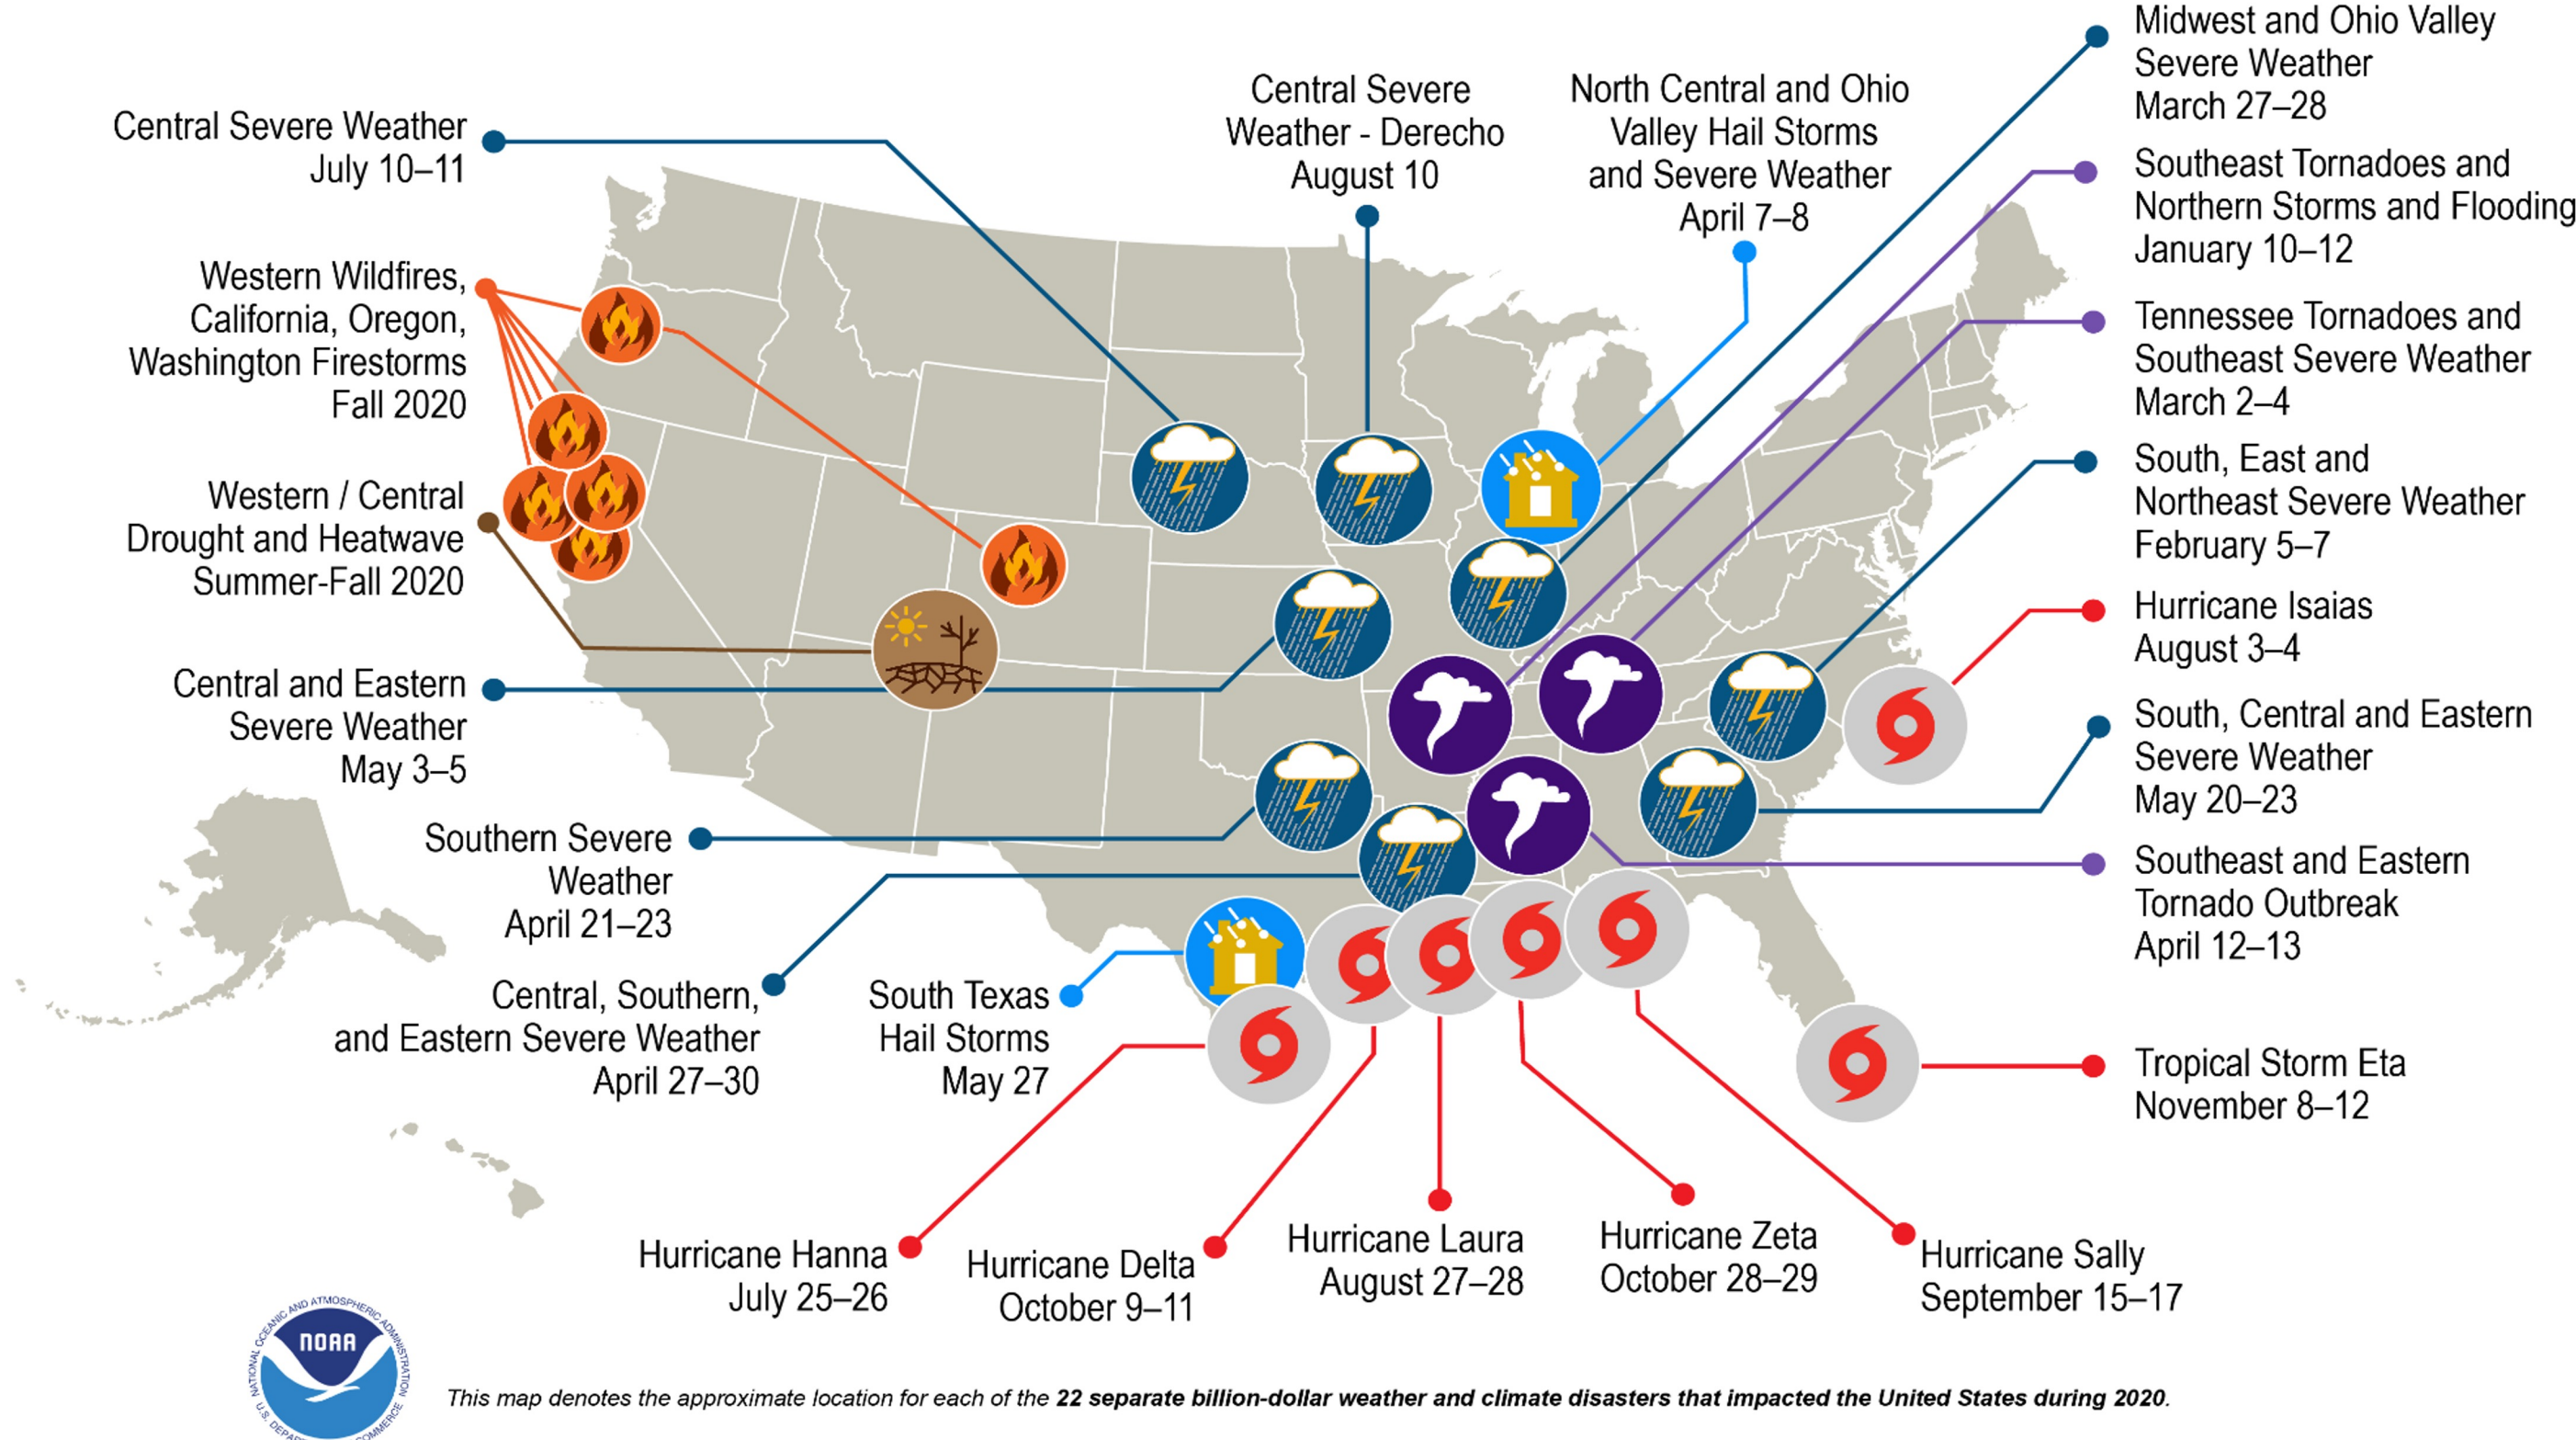 Central Severe Weather
July 10–11
Western Wildfires,
California, Oregon,
Washington Firestorms
Fall 2020
Western / Central
Drought and Heatwave
Summer-Fall 2020
Central and Eastern
Severe Weather
May 3–5
Southern Severe
Weather
April 21–23
Central, Southern,
and Eastern Severe Weather
April 27–30
South Texas
Hail Storms
May 27
Central Severe
Weather - Derecho
August 10
North Central and Ohio
Valley Hail Storms
and Severe Weather
April 7–8
Midwest and Ohio Valley
Severe Weather
March 27–28
Southeast Tornadoes and
Northern Storms and Flooding
January 10–12
Tennessee Tornadoes and
Southeast Severe Weather
March 2–4
South, East and
Northeast Severe Weather
February 5–7
Hurricane Isaias
August 3–4
South, Central and Eastern
Severe Weather
May 20–23
Southeast and Eastern
Tornado Outbreak
April 12–13
Tropical Storm Eta
November 8–12
Hurricane Hanna
July 25–26
Hurricane Delta
October 9–11
Hurricane Laura
August 27–28
Hurricane Zeta
October 28–29
Hurricane Sally
September 15–17
NATIONAL OCEANIC AND ATMOSPHERIC ADMINISTRATION
NOAA
U.S. DEPAR
OMMERCE
This map denotes the approximate location for each of the 22 separate billion-dollar weather and climate disasters that impacted the United States during 2020.